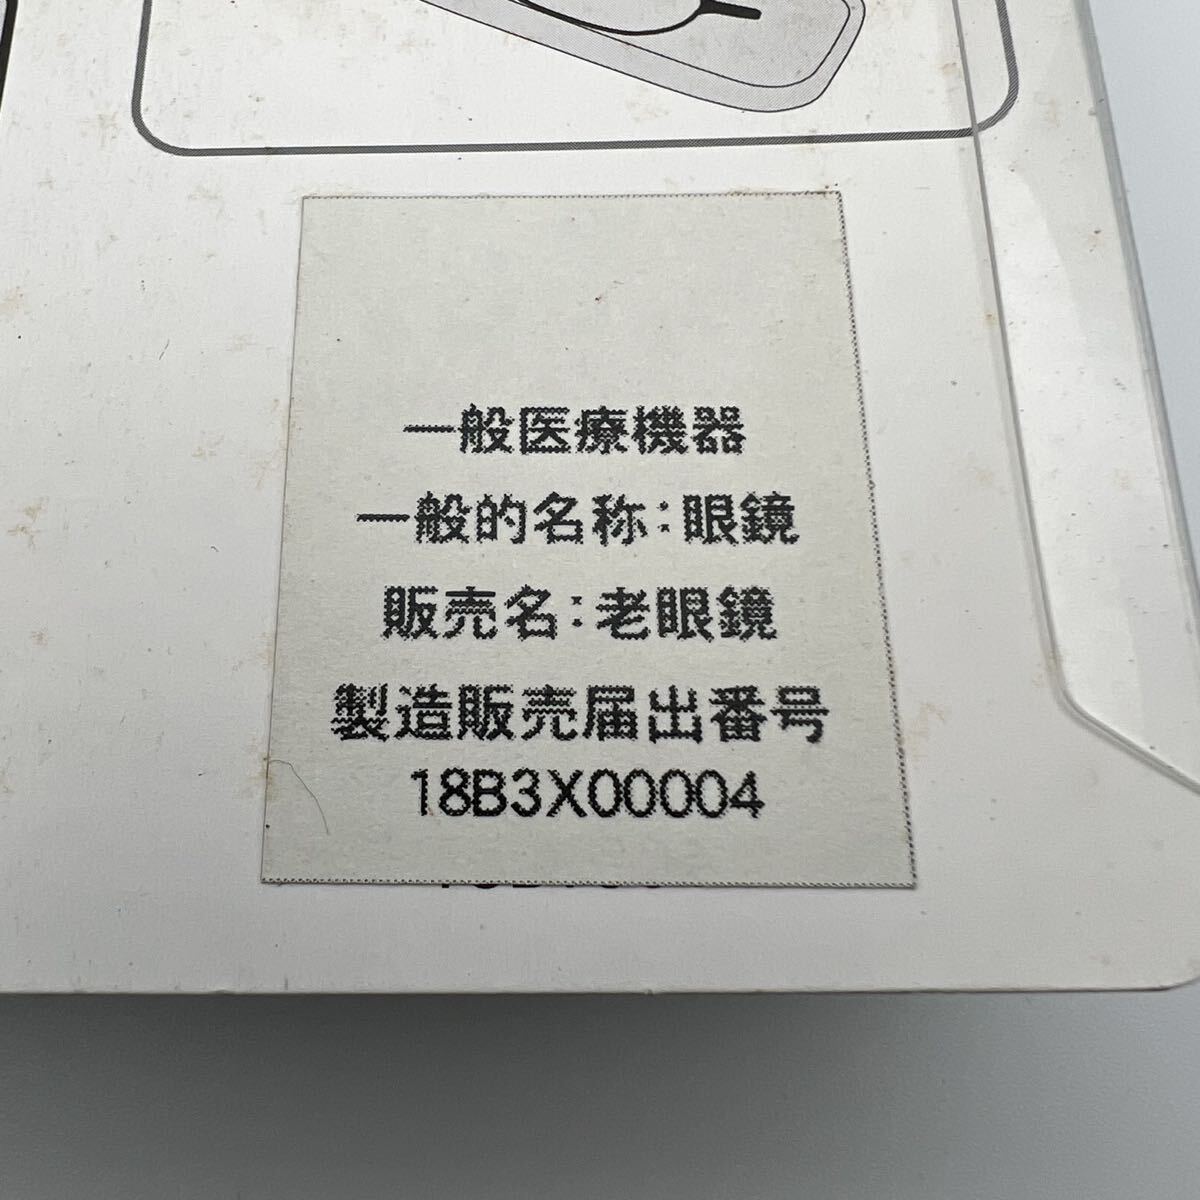 一般医療機器
一般的名称：眼鏡
販売名：老眼鏡
製造販売届出番号
18B3X00004